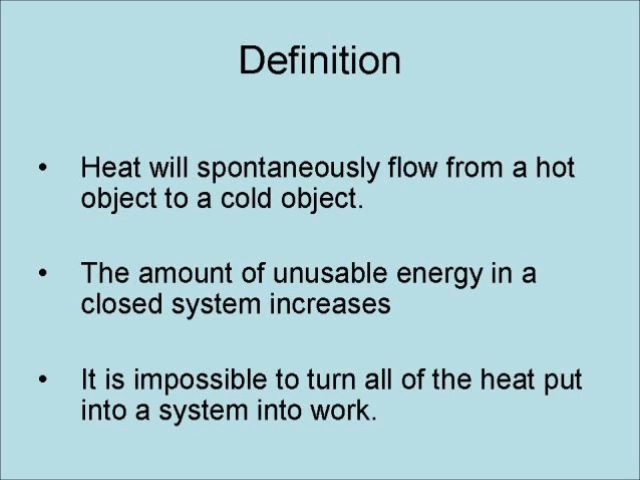 Definition
• Heat will spontaneously flow from a hot
object to a cold object.
• The amount of unusable energy in a
closed system increases
• It is impossible to turn all of the heat put
into a system into work.